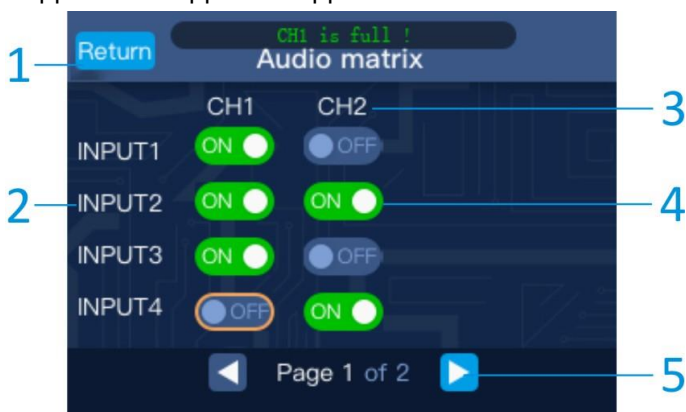 CH1 is full !
1 Return Audio matrix
CH1 CH2 3
INPUT1 ON OFF
2 INPUT2 ON ON 4
INPUT3 ON OFF
INPUT4 OFF ON
Page 1 of 2 5